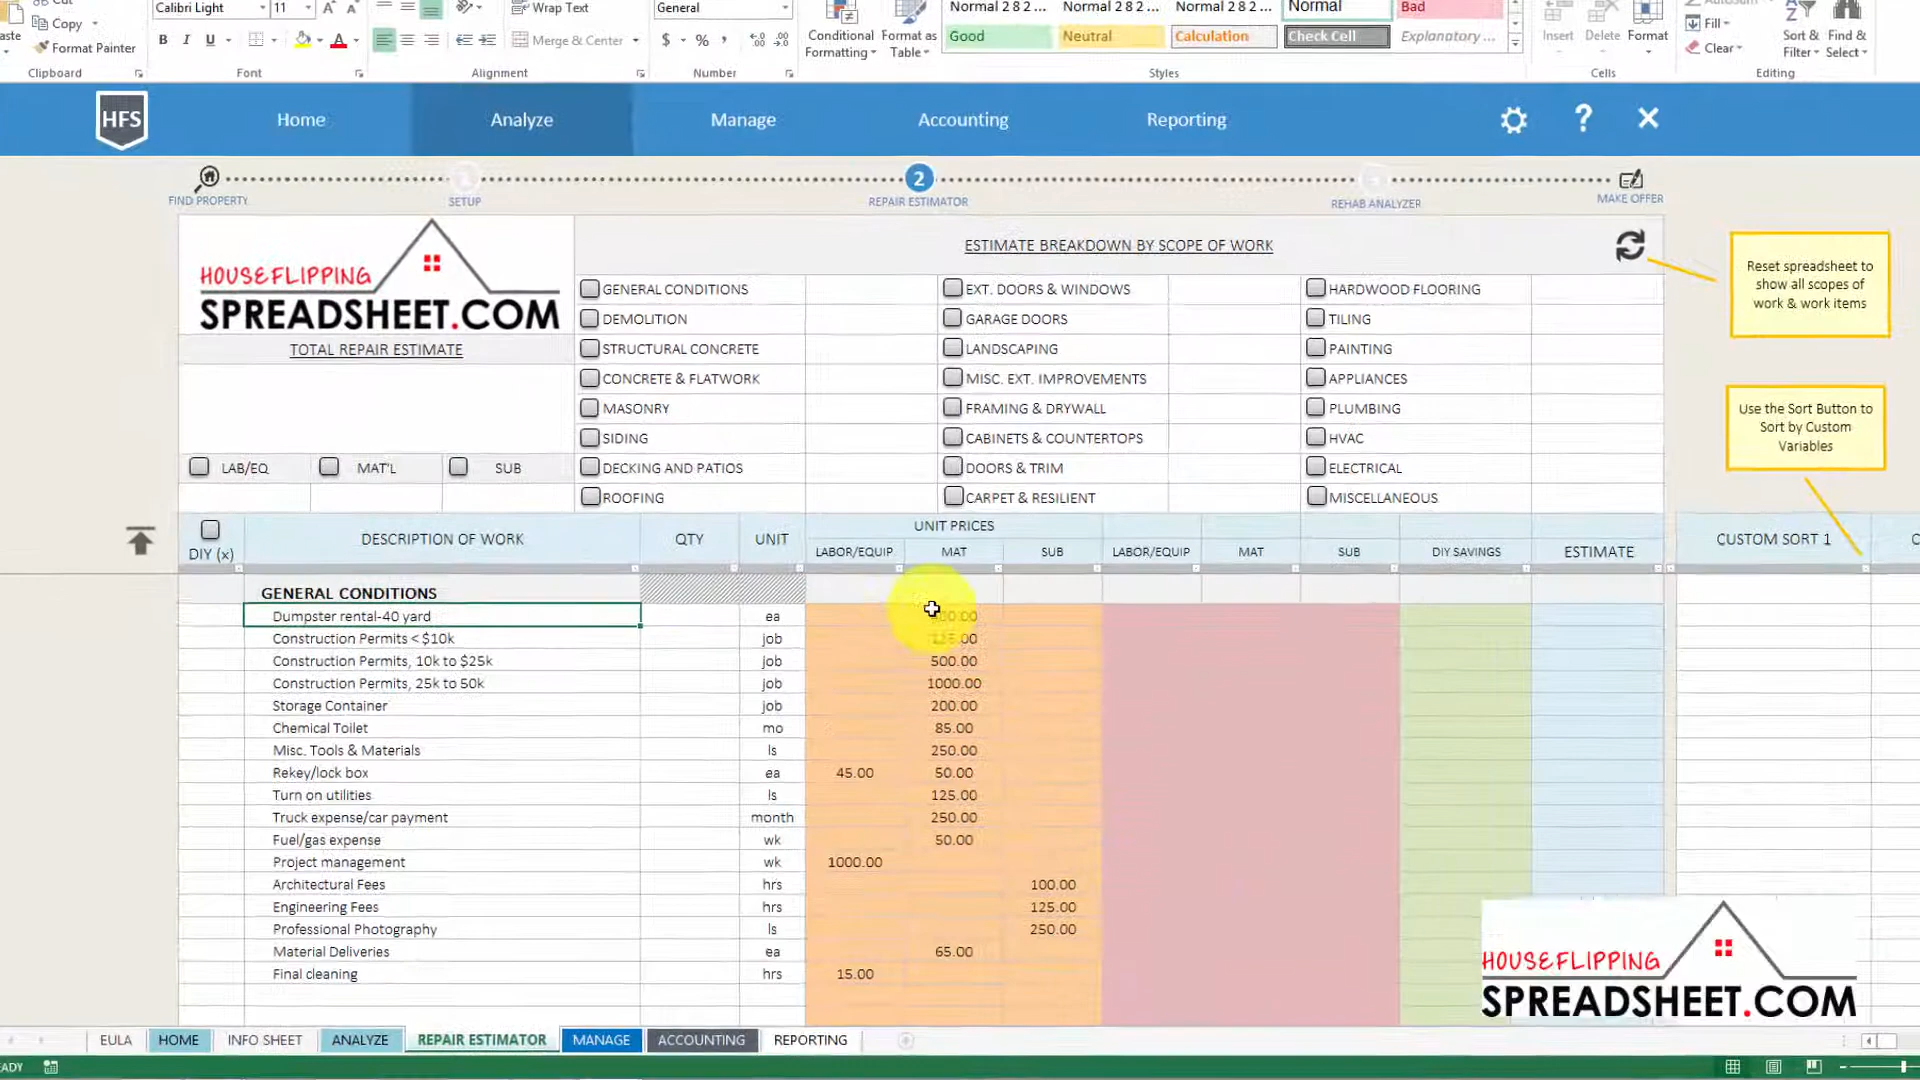 Cut
Calibri Light 11 A A Wrap Text General Normal 2 8 2 ... Normal 2 8 2 ... Normal 2 8 2 ... Normal Bad
Copy
Format Painter B I U A Merge & Center $ % Conditional Formatting Format as Table Good Neutral Calculation Check Cell Explanatory ... Insert Delete Format Fill Clear Sort & Filter Find & Select
Clipboard Font Alignment Number Styles Cells Editing
HFS Home Analyze Manage Accounting Reporting ?
2
FIND PROPERTY SETUP REPAIR ESTIMATOR REHAB ANALYZER MAKE OFFER
HOUSEFLIPPING
SPREADSHEET.COM
TOTAL REPAIR ESTIMATE
LAB/EQ MAT'L SUB
ESTIMATE BREAKDOWN BY SCOPE OF WORK
GENERAL CONDITIONS EXT. DOORS & WINDOWS HARDWOOD FLOORING
DEMOLITION GARAGE DOORS TILING
STRUCTURAL CONCRETE LANDSCAPING PAINTING
CONCRETE & FLATWORK MISC. EXT. IMPROVEMENTS APPLIANCES
MASONRY FRAMING & DRYWALL PLUMBING
SIDING CABINETS & COUNTERTOPS HVAC
DECKING AND PATIOS DOORS & TRIM ELECTRICAL
ROOFING CARPET & RESILIENT MISCELLANEOUS
Reset spreadsheet to
show all scopes of
work & work items
Use the Sort Button to
Sort by Custom
Variables
UNIT PRICES
DIY (x) DESCRIPTION OF WORK QTY UNIT LABOR/EQUIP MAT SUB LABOR/EQUIP MAT SUB DIY SAVINGS ESTIMATE CUSTOM SORT 1
GENERAL CONDITIONS
Dumpster rental-40 yard ea
Construction Permits < $10k job
Construction Permits, 10k to $25k job 500.00
Construction Permits, 25k to 50k job 1000.00
Storage Container job 200.00
Chemical Toilet mo 85.00
Misc. Tools & Materials ls 250.00
Rekey/lock box ea 45.00 50.00
Turn on utilities ls 125.00
Truck expense/car payment month 250.00
Fuel/gas expense wk 50.00
Project management wk 1000.00
Architectural Fees hrs 100.00
Engineering Fees hrs 125.00
Professional Photography ls 250.00
Material Deliveries ea 65.00
Final cleaning hrs 15.00
HOUSEFLIPPING
SPREADSHEET.COM
EULA HOME INFO SHEET ANALYZE REPAIR ESTIMATOR MANAGE ACCOUNTING REPORTING